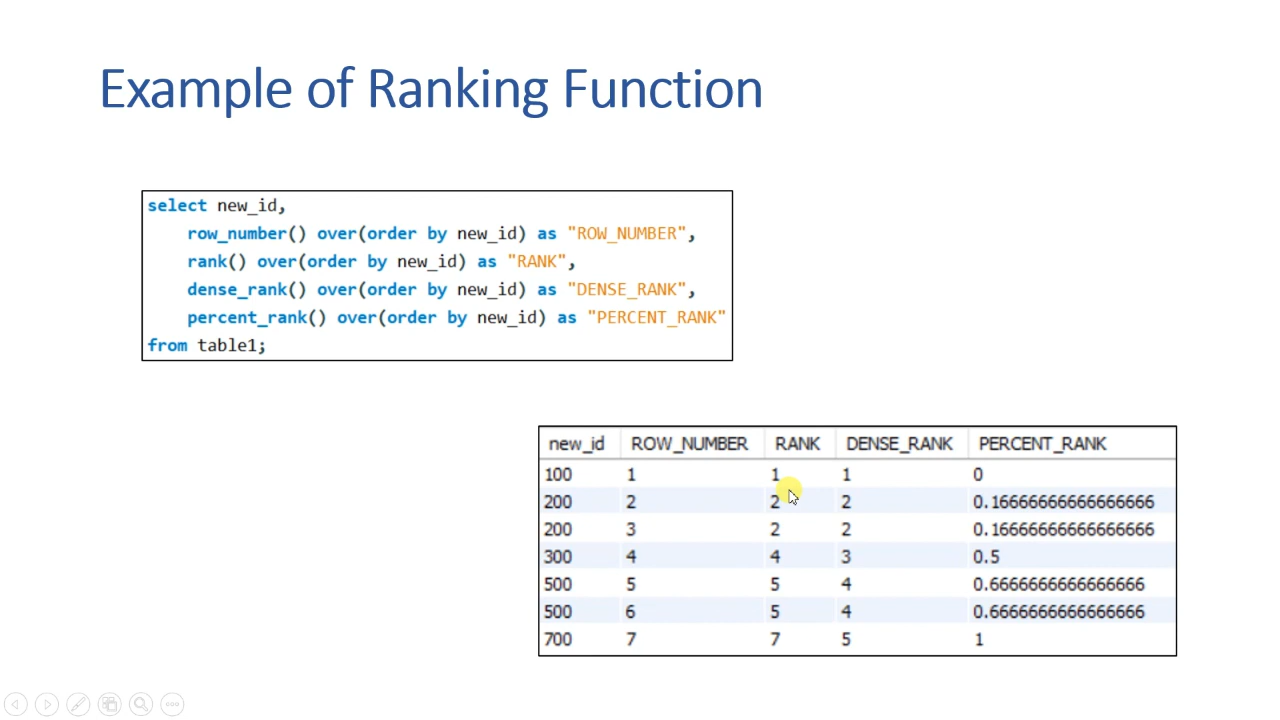 Example of Ranking Function
select new_id,
row_number() over(order by new_id) as "ROW_NUMBER",
rank() over(order by new_id) as "RANK",
dense_rank() over(order by new_id) as "DENSE_RANK",
percent_rank() over(order by new_id) as "PERCENT_RANK"
from table1;
new_id ROW_NUMBER RANK DENSE_RANK PERCENT_RANK
100 1 1 1 0
200 2 2 2 0.16666666666666666
200 3 2 2 0.16666666666666666
300 4 4 3 0.5
500 5 5 4 0.6666666666666666
500 6 5 4 0.6666666666666666
700 7 7 5 1